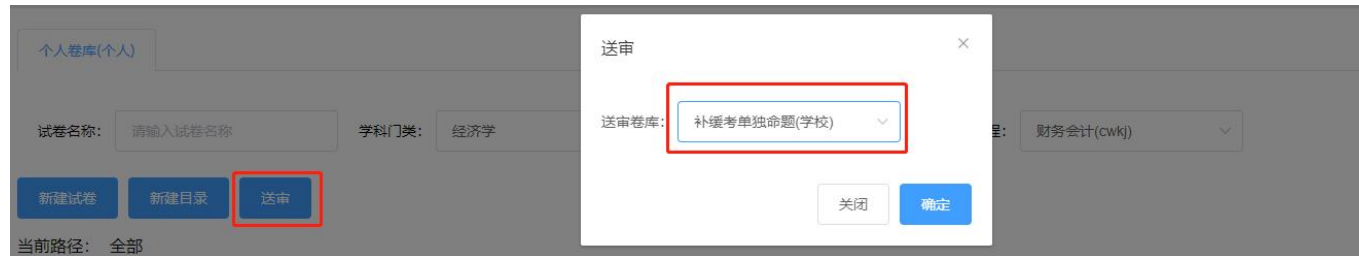 个人卷库(个人)
送审
试卷名称: 请输入试卷名称 学科门类: 经济学 送审卷库: 补缓考单独命题(学校) 程: 财务会计(cwkj)
新建试卷 新建目录 送审 关闭 确定
当前路径: 全部